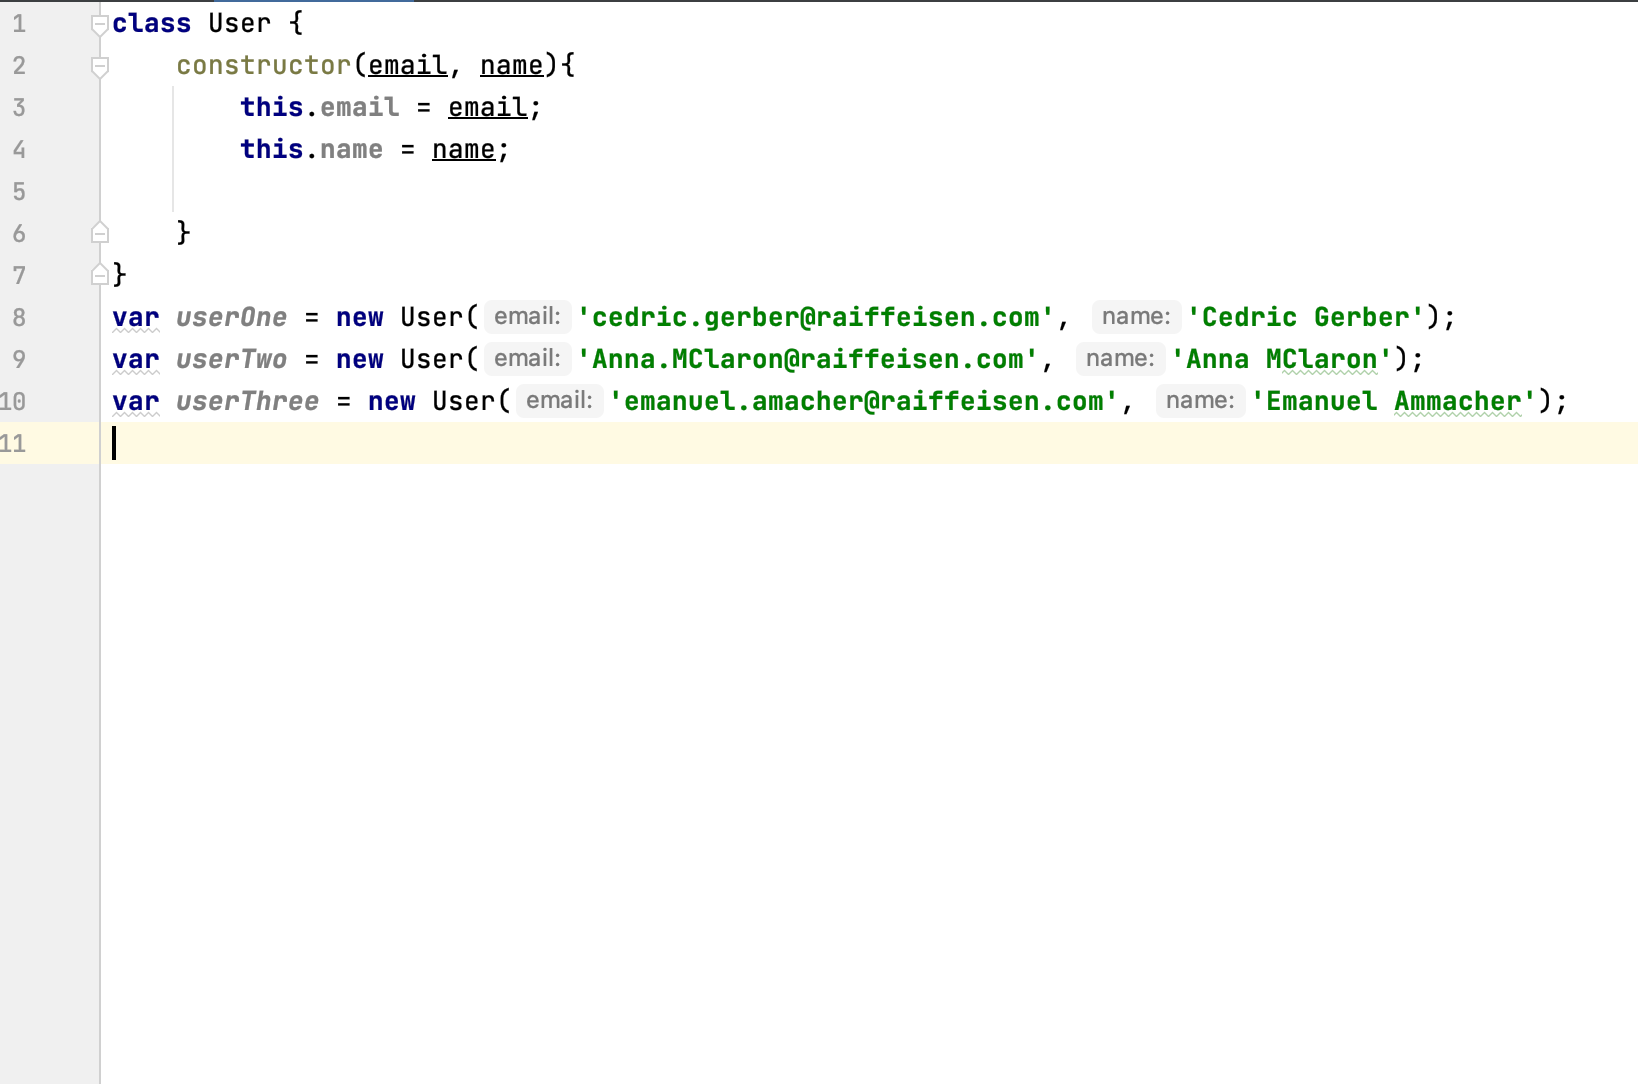 1 class User {
2 constructor(email, name){
3 this.email = email;
4 this.name = name;
5
6 }
7 }
8 var userOne = new User( email: 'cedric.gerber@raiffeisen.com', name: 'Cedric Gerber');
9 var userTwo = new User( email: 'Anna.MClaron@raiffeisen.com', name: 'Anna MClaron');
10 var userThree = new User( email: 'emanuel.amacher@raiffeisen.com', name: 'Emanuel Ammacher');
11